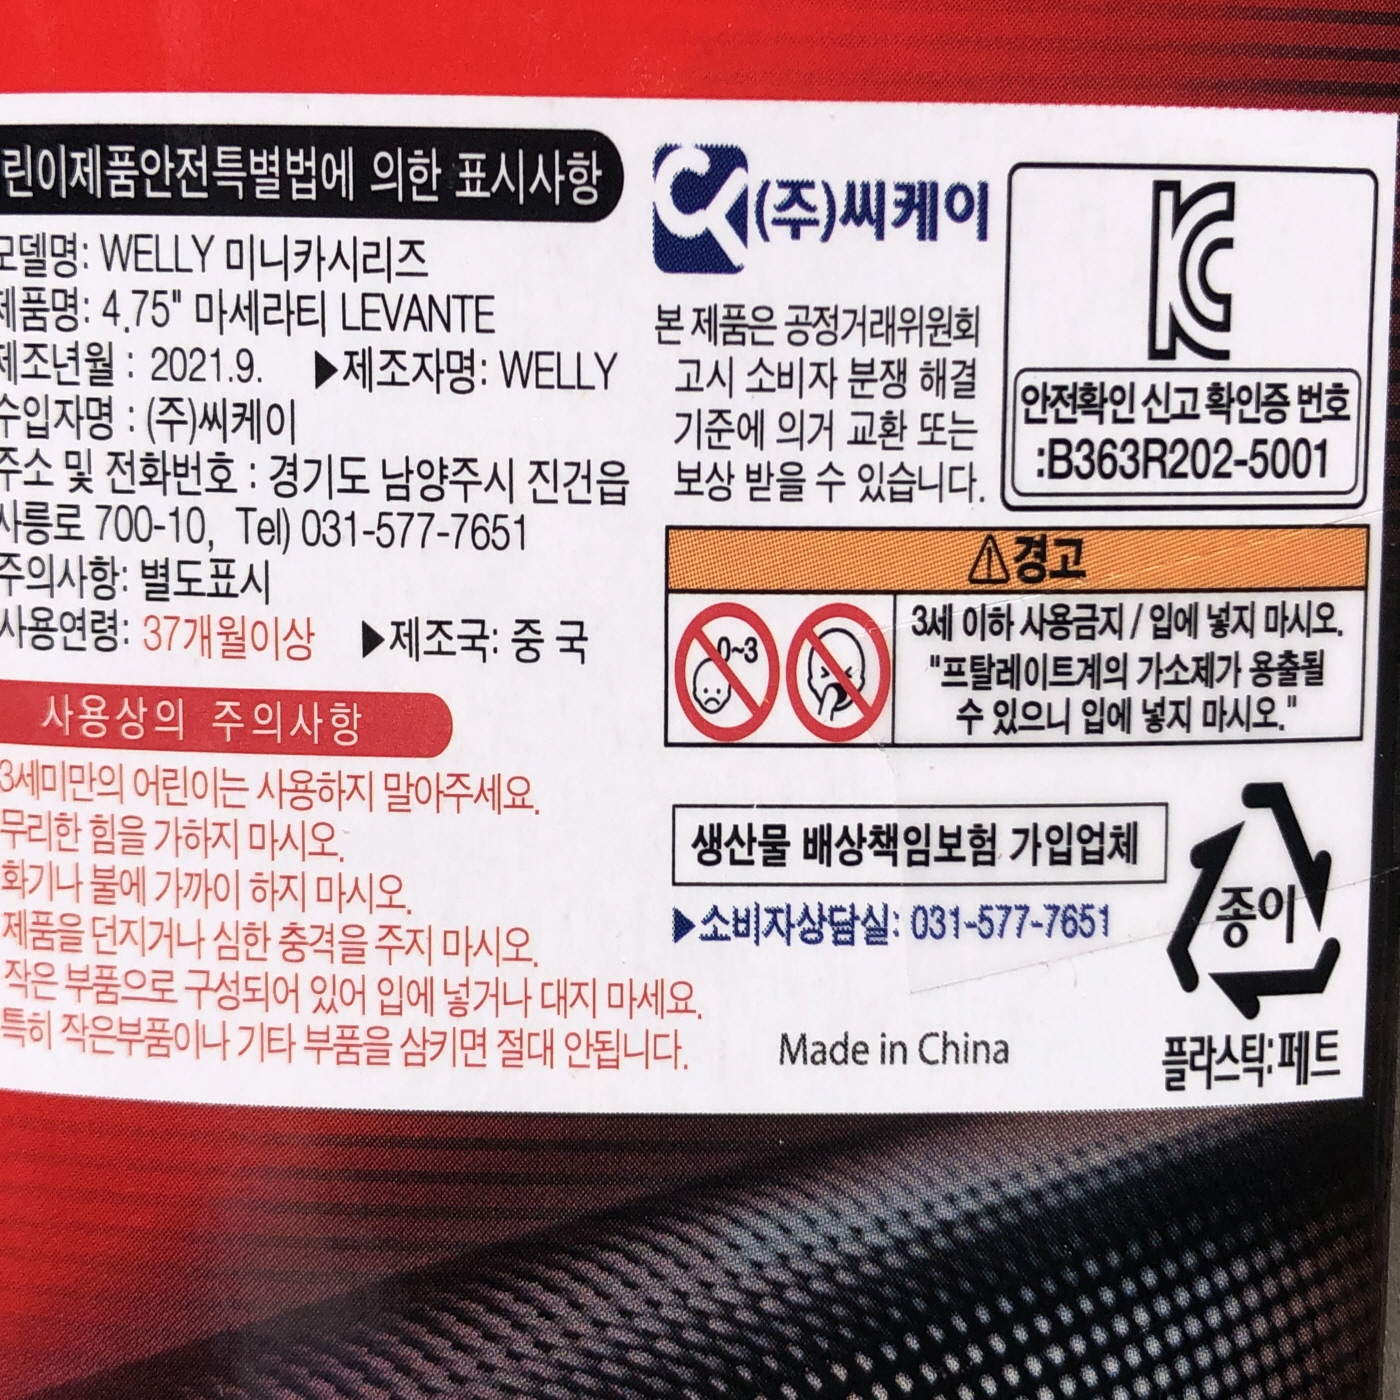 린이제품안전특별법에 의한 표시사항
모델명: WELLY 미니카시리즈
제품명: 4.75" 마세라티 LEVANTE
제조년월 : 2021.9. ▶제조자명: WELLY
수입자명 : (주)씨케이
주소 및 전화번호 : 경기도 남양주시 진건읍
사릉로 700-10, Tel) 031-577-7651
주의사항: 별도표시
사용연령: 37개월이상 ▶제조국: 중 국
사용상의 주의사항
3세미만의 어린이는 사용하지 말아주세요.
무리한 힘을 가하지 마시오.
화기나 불에 가까이 하지 마시오.
제품을 던지거나 심한 충격을 주지 마시오.
작은 부품으로 구성되어 있어 입에 넣거나 대지 마세요.
특히 작은부품이나 기타 부품을 삼키면 절대 안됩니다.
(주)씨케이
본 제품은 공정거래위원회
고시 소비자 분쟁 해결
기준에 의거 교환 또는
보상 받을 수 있습니다.
KC
안전확인 신고 확인증 번호
:B363R202-5001
⚠경고
0~3
3세 이하 사용금지 / 입에 넣지 마시오.
"프탈레이트계의 가소제가 용출될
수 있으니 입에 넣지 마시오."
생산물 배상책임보험 가입업체
▶소비자상담실: 031-577-7651
Made in China
종이
플라스틱:페트